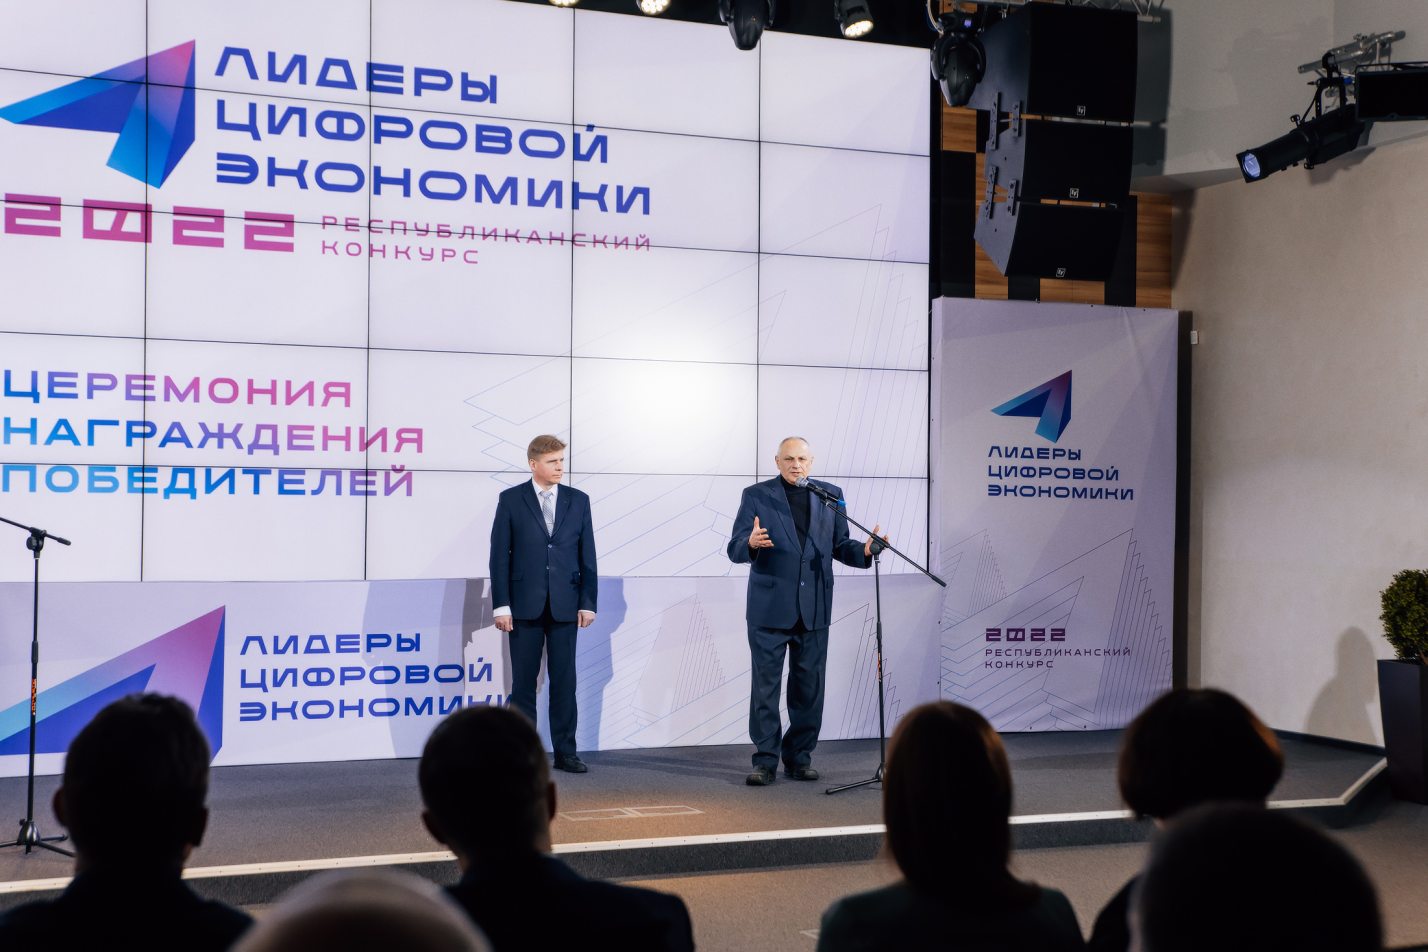 ЛИДЕРЫ
ЦИФРОВОЙ
ЭКОНОМИКИ
2022
РЕСПУБЛИКАНСКИЙ
КОНКУРС
ЦЕРЕМОНИЯ
НАГРАЖДЕНИЯ
ПОБЕДИТЕЛЕЙ
ЛИДЕРЫ
ЦИФРОВОЙ
ЭКОНОМИКИ
ЛИДЕРЫ
ЦИФРОВОЙ
ЭКОНОМИКИ
2022
РЕСПУБЛИКАНСКИЙ
КОНКУРС